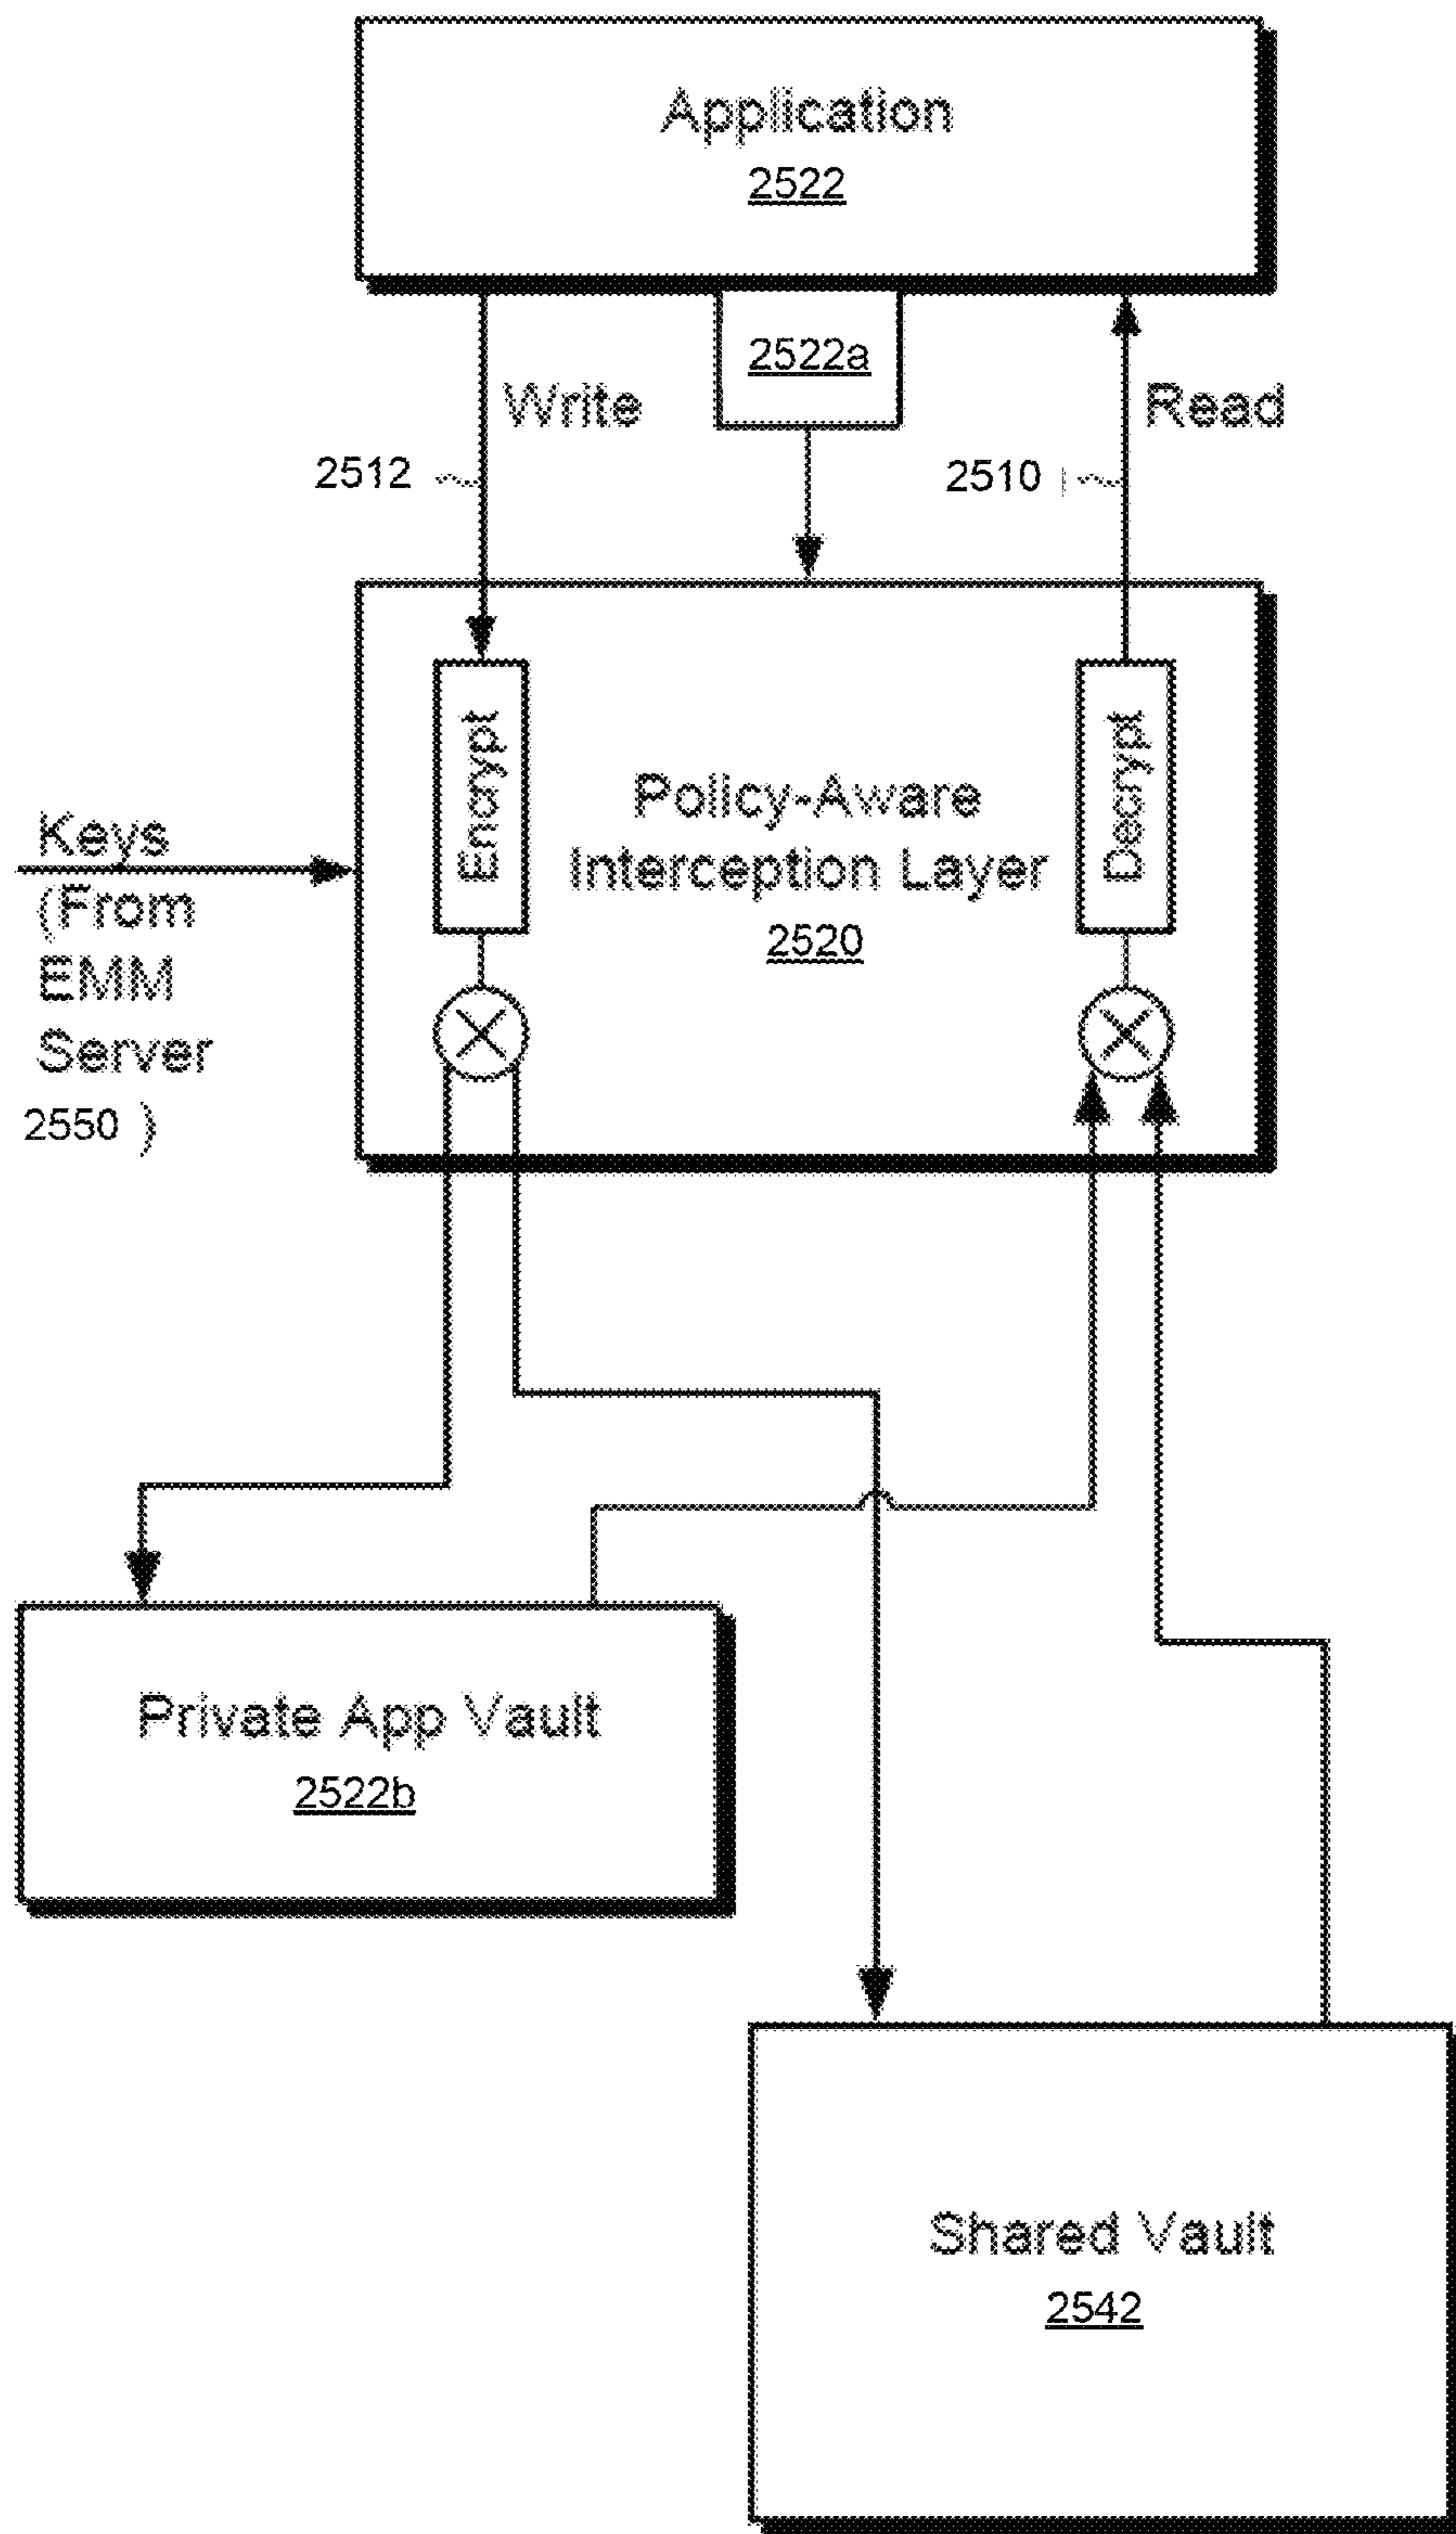 Application
2522
2522a
Write
Read
2512
2510
Encrypt
Decrypt
Policy-Aware
Interception Layer
2520
Keys
(From
EMM
Server
2550 )
Private App Vault
2522b
Shared Vault
2542